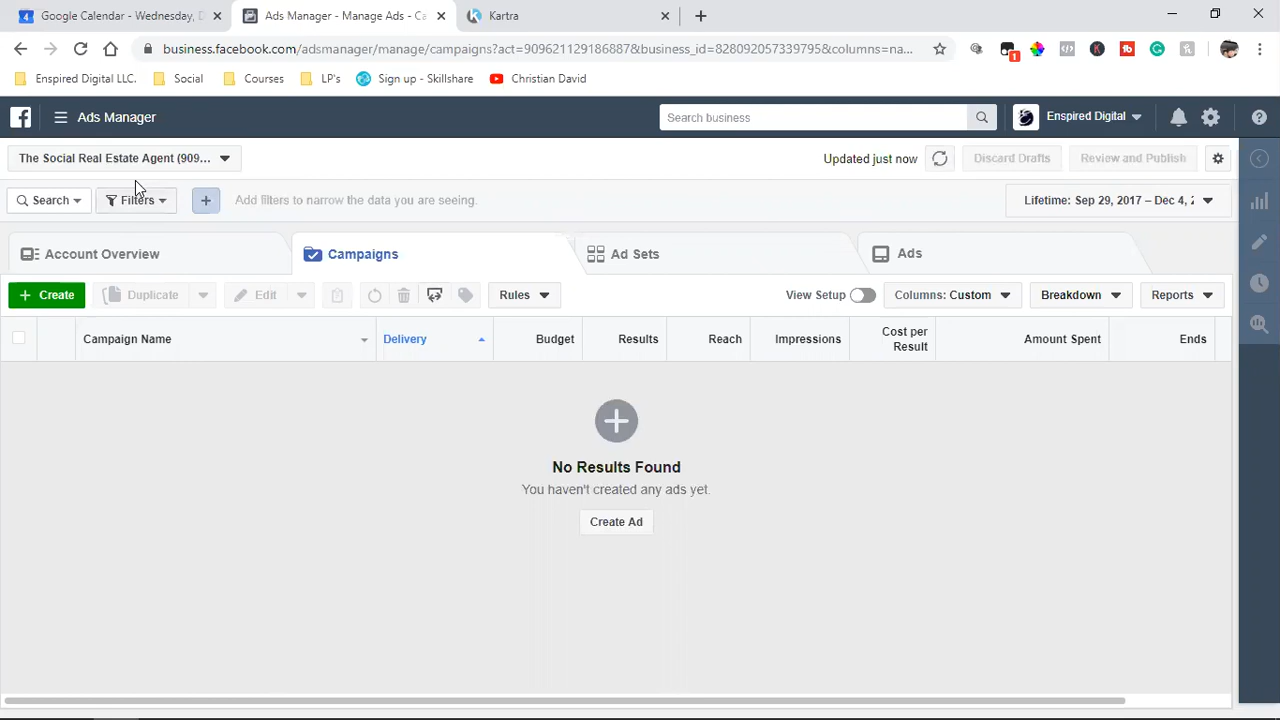 Google Calendar - Wednesday, D
Ads Manager - Manage Ads - Ca
Kartra
business.facebook.com/adsmanager/manage/campaigns?act=909621129186887&business_id=828092057339795&columns=na...
1
Enspired Digital LLC.
Social
Courses
LP's
Sign up - Skillshare
Christian David
Ads Manager
Search business
Enspired Digital
The Social Real Estate Agent (909...
Updated just now
Discard Drafts
Review and Publish
Search
Filters
Add filters to narrow the data you are seeing.
Lifetime: Sep 29, 2017 – Dec 4, 2
Account Overview
Campaigns
Ad Sets
Ads
+ Create
Duplicate
Edit
Rules
View Setup
Columns: Custom
Breakdown
Reports
Campaign Name
Delivery
Budget
Results
Reach
Impressions
Cost per
Result
Amount Spent
Ends
No Results Found
You haven't created any ads yet.
Create Ad